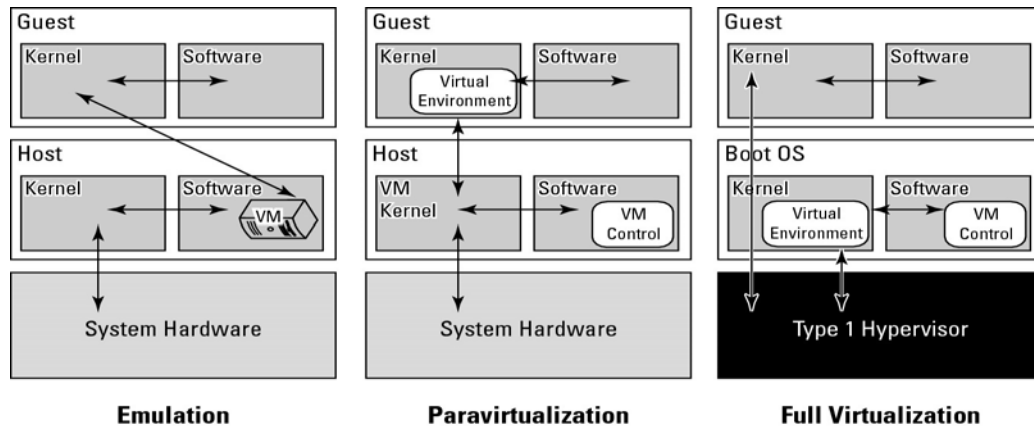 Guest
Kernel
Software
Host
Kernel
Software
VM
System Hardware
Emulation
Guest
Kernel
Software
Virtual
Environment
Host
VM
Kernel
Software
VM
Control
System Hardware
Paravirtualization
Guest
Kernel
Software
Boot OS
Kernel
Software
Virtual
Environment
VM
Control
Type 1 Hypervisor
Full Virtualization